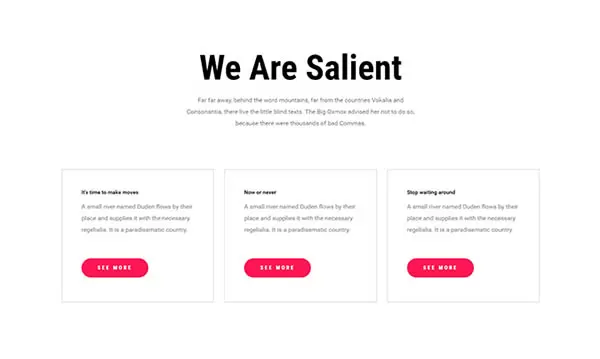 We Are Salient
Far far away, behind the word mountains, far from the countries Vokalia and
Consonantia, there live the little blind texts. The Big Oxmox advised her not to do so,
because there were thousands of bad Commas.
It's time to make moves
A small river named Duden flows by their
place and supplies it with the necessary
regelialia. It is a paradisematic country.
SEE MORE
Now or never
A small river named Duden flows by their
place and supplies it with the necessary
regelialia. It is a paradisematic country.
SEE MORE
Stop waiting around
A small river named Duden flows by their
place and supplies it with the necessary
regelialia. It is a paradisematic country.
SEE MORE